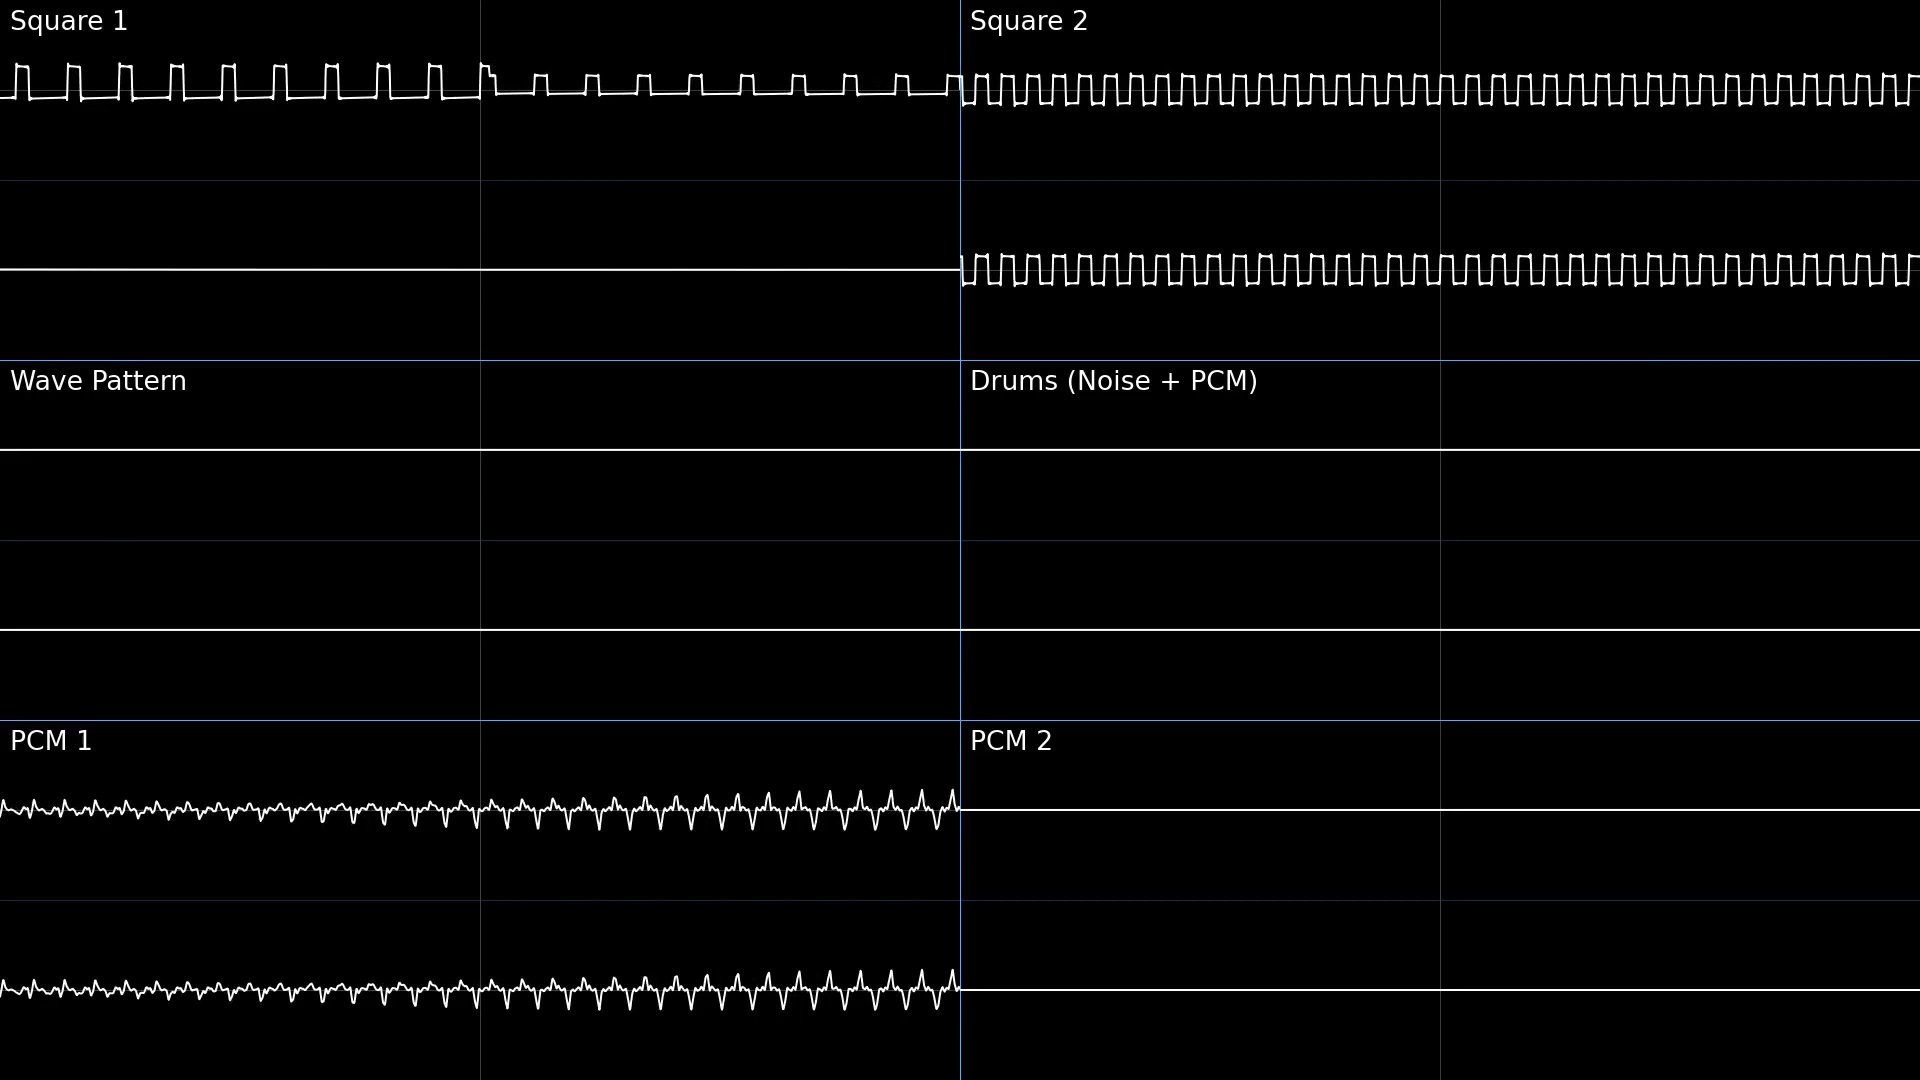 Square 1
Square 2
Wave Pattern
Drums (Noise + PCM)
PCM 1
PCM 2